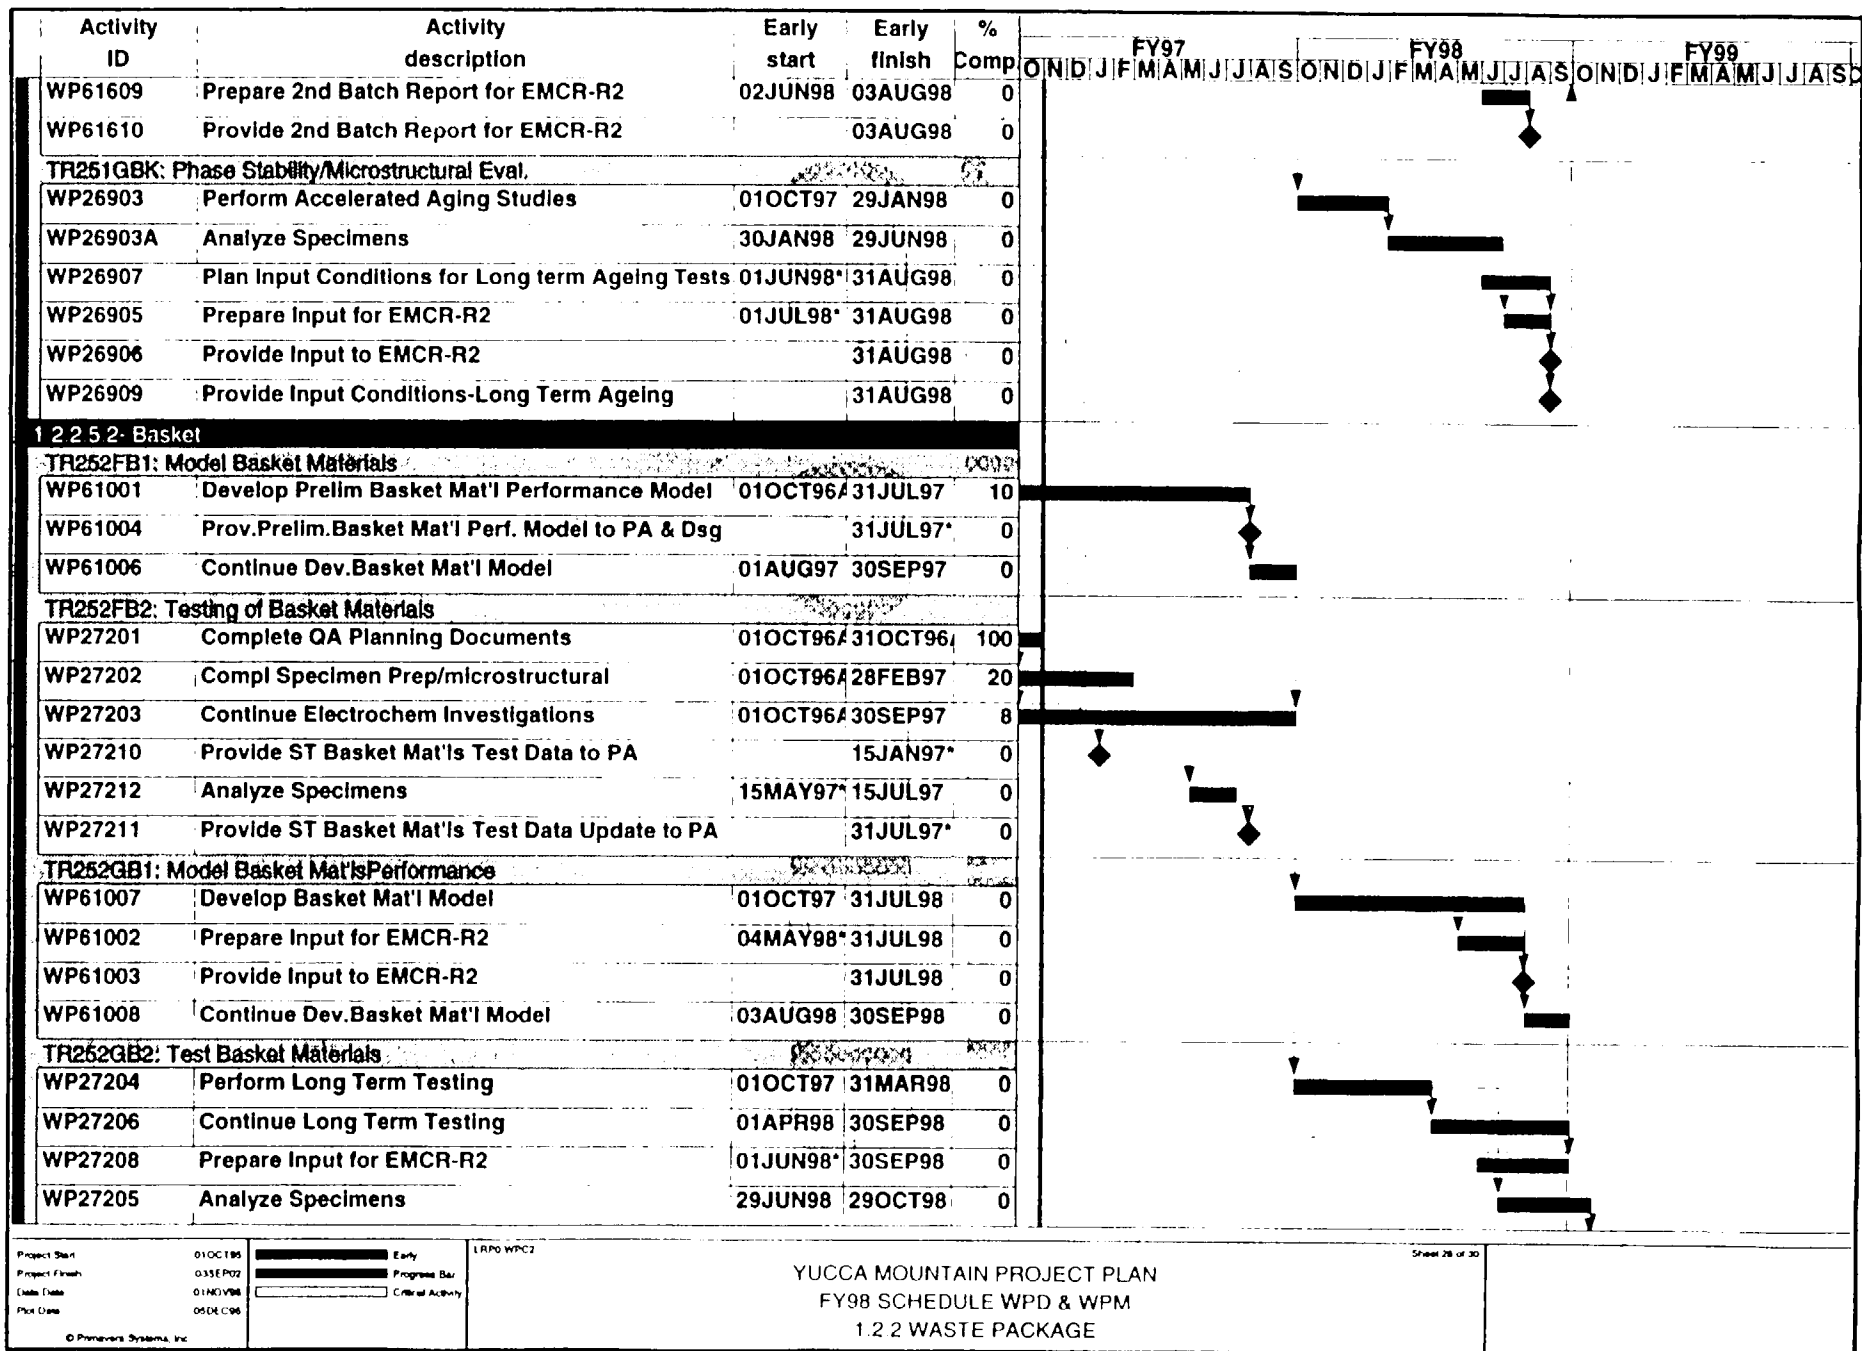 Activity Activity Early Early %
ID description start finish Comp
FY97 FY98 FY99
O N D J F M A M J J A S O N D J F M A M J J A S O N D J F M A M J J A S O
WP61609 Prepare 2nd Batch Report for EMCR-R2 02JUN98 03AUG98 0
WP61610 Provide 2nd Batch Report for EMCR-R2 03AUG98 0
TR251GBK: Phase Stability/Microstructural Eval.
WP26903 Perform Accelerated Aging Studies 01OCT97 29JAN98 0
WP26903A Analyze Specimens 30JAN98 29JUN98 0
WP26907 Plan Input Conditions for Long term Ageing Tests 01JUN98* 31AUG98 0
WP26905 Prepare Input for EMCR-R2 01JUL98* 31AUG98 0
WP26906 Provide Input to EMCR-R2 31AUG98 0
WP26909 Provide Input Conditions-Long Term Ageing 31AUG98 0
1.2.2.5.2- Basket
TR252FB1: Model Basket Materials
WP61001 Develop Prelim Basket Mat'l Performance Model 01OCT96A 31JUL97 10
WP61004 Prov.Prelim.Basket Mat'l Perf. Model to PA & Dsg 31JUL97* 0
WP61006 Continue Dev.Basket Mat'l Model 01AUG97 30SEP97 0
TR252FB2: Testing of Basket Materials
WP27201 Complete QA Planning Documents 01OCT96A 31OCT96A 100
WP27202 Compl Specimen Prep/microstructural 01OCT96A 28FEB97 20
WP27203 Continue Electrochem Investigations 01OCT96A 30SEP97 8
WP27210 Provide ST Basket Mat'ls Test Data to PA 15JAN97* 0
WP27212 Analyze Specimens 15MAY97* 15JUL97 0
WP27211 Provide ST Basket Mat'ls Test Data Update to PA 31JUL97* 0
TR252GB1: Model Basket Mat'lsPerformance
WP61007 Develop Basket Mat'l Model 01OCT97 31JUL98 0
WP61002 Prepare Input for EMCR-R2 04MAY98* 31JUL98 0
WP61003 Provide Input to EMCR-R2 31JUL98 0
WP61008 Continue Dev.Basket Mat'l Model 03AUG98 30SEP98 0
TR252GB2: Test Basket Materials
WP27204 Perform Long Term Testing 01OCT97 31MAR98 0
WP27206 Continue Long Term Testing 01APR98 30SEP98 0
WP27208 Prepare Input for EMCR-R2 01JUN98* 30SEP98 0
WP27205 Analyze Specimens 29JUN98 29OCT98 0
Project Start 01OCT95 Early LRP0 WPC2 Sheet 28 of 30
Project Finish 03SEP02 Progress Bar
Data Date 01NOV96 Critical Activity
Plot Date 05DEC96
© Primavera Systems, Inc
YUCCA MOUNTAIN PROJECT PLAN
FY98 SCHEDULE WPD & WPM
1.2.2 WASTE PACKAGE